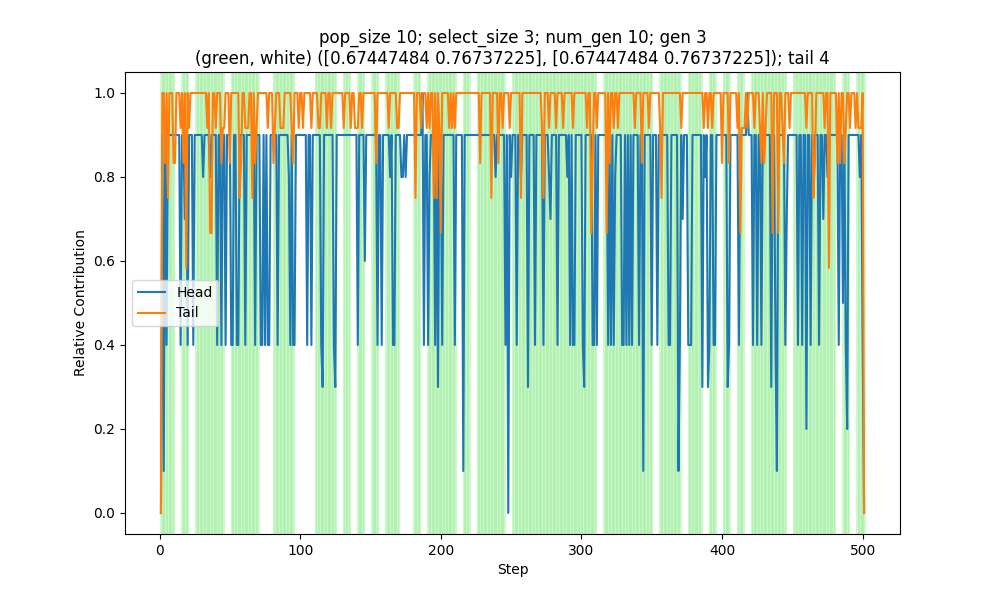 pop_size 10; select_size 3; num_gen 10; gen 3
(green, white) ([0.67447484 0.76737225], [0.67447484 0.76737225]); tail 4
1.0
0.8
0.6
0.4
0.2
0.0
Relative Contribution
Head
Tail
0
100
200
300
400
500
Step